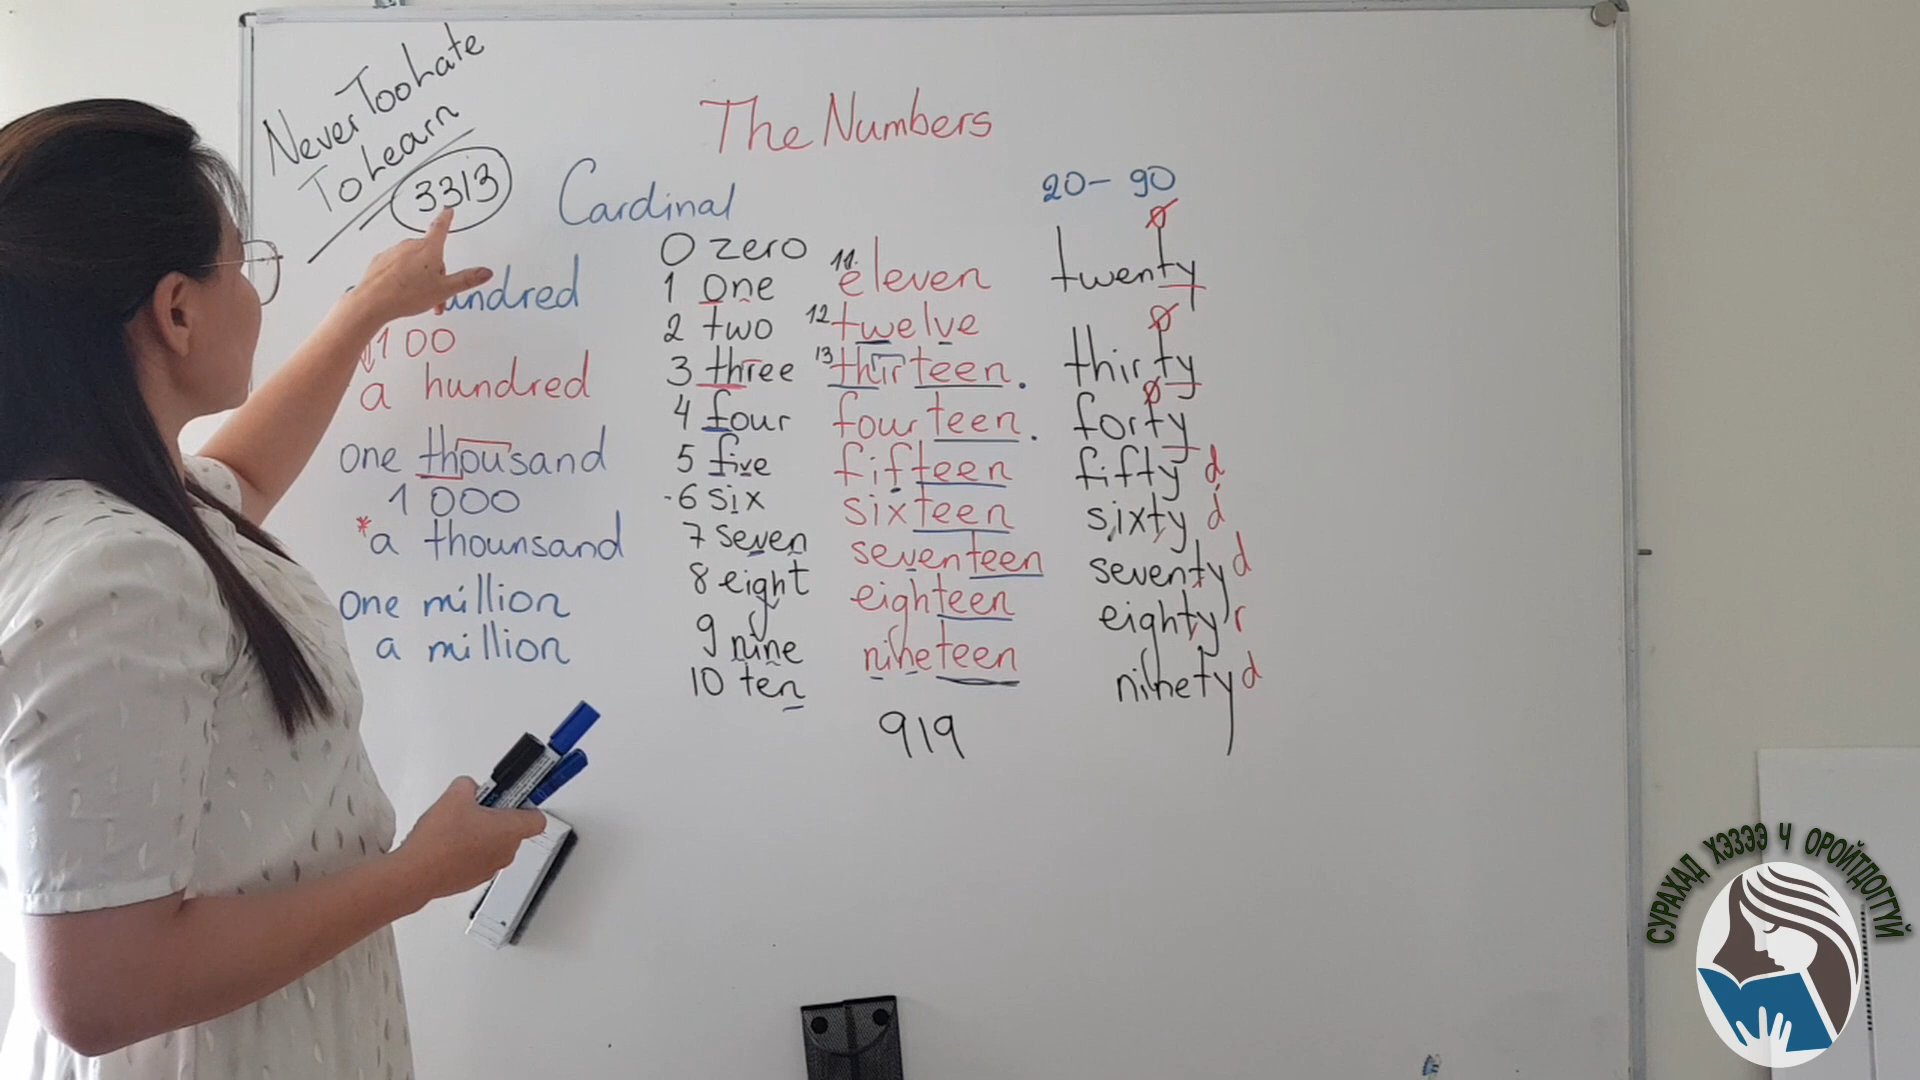 Never Too Late
To Learn
3313
The Numbers
Cardinal
20 - 90
hundred
100
a hundred
one thousand
1 000
*a thounsand
one million
a million
0 zero
1 one
2 two
3 three
4 four
5 five
6 six
7 seven
8 eight
9 nine
10 ten
11. eleven
12 twelve
13 thirteen.
fourteen.
fifteen
sixteen
seventeen
eighteen
nineteen
919
twenty
thirty
forty
fifty d
sixty d
seventy d
eighty r
ninety d
СУРАХАД ХЭЗЭЭ Ч ОРОЙТДОГГҮЙ